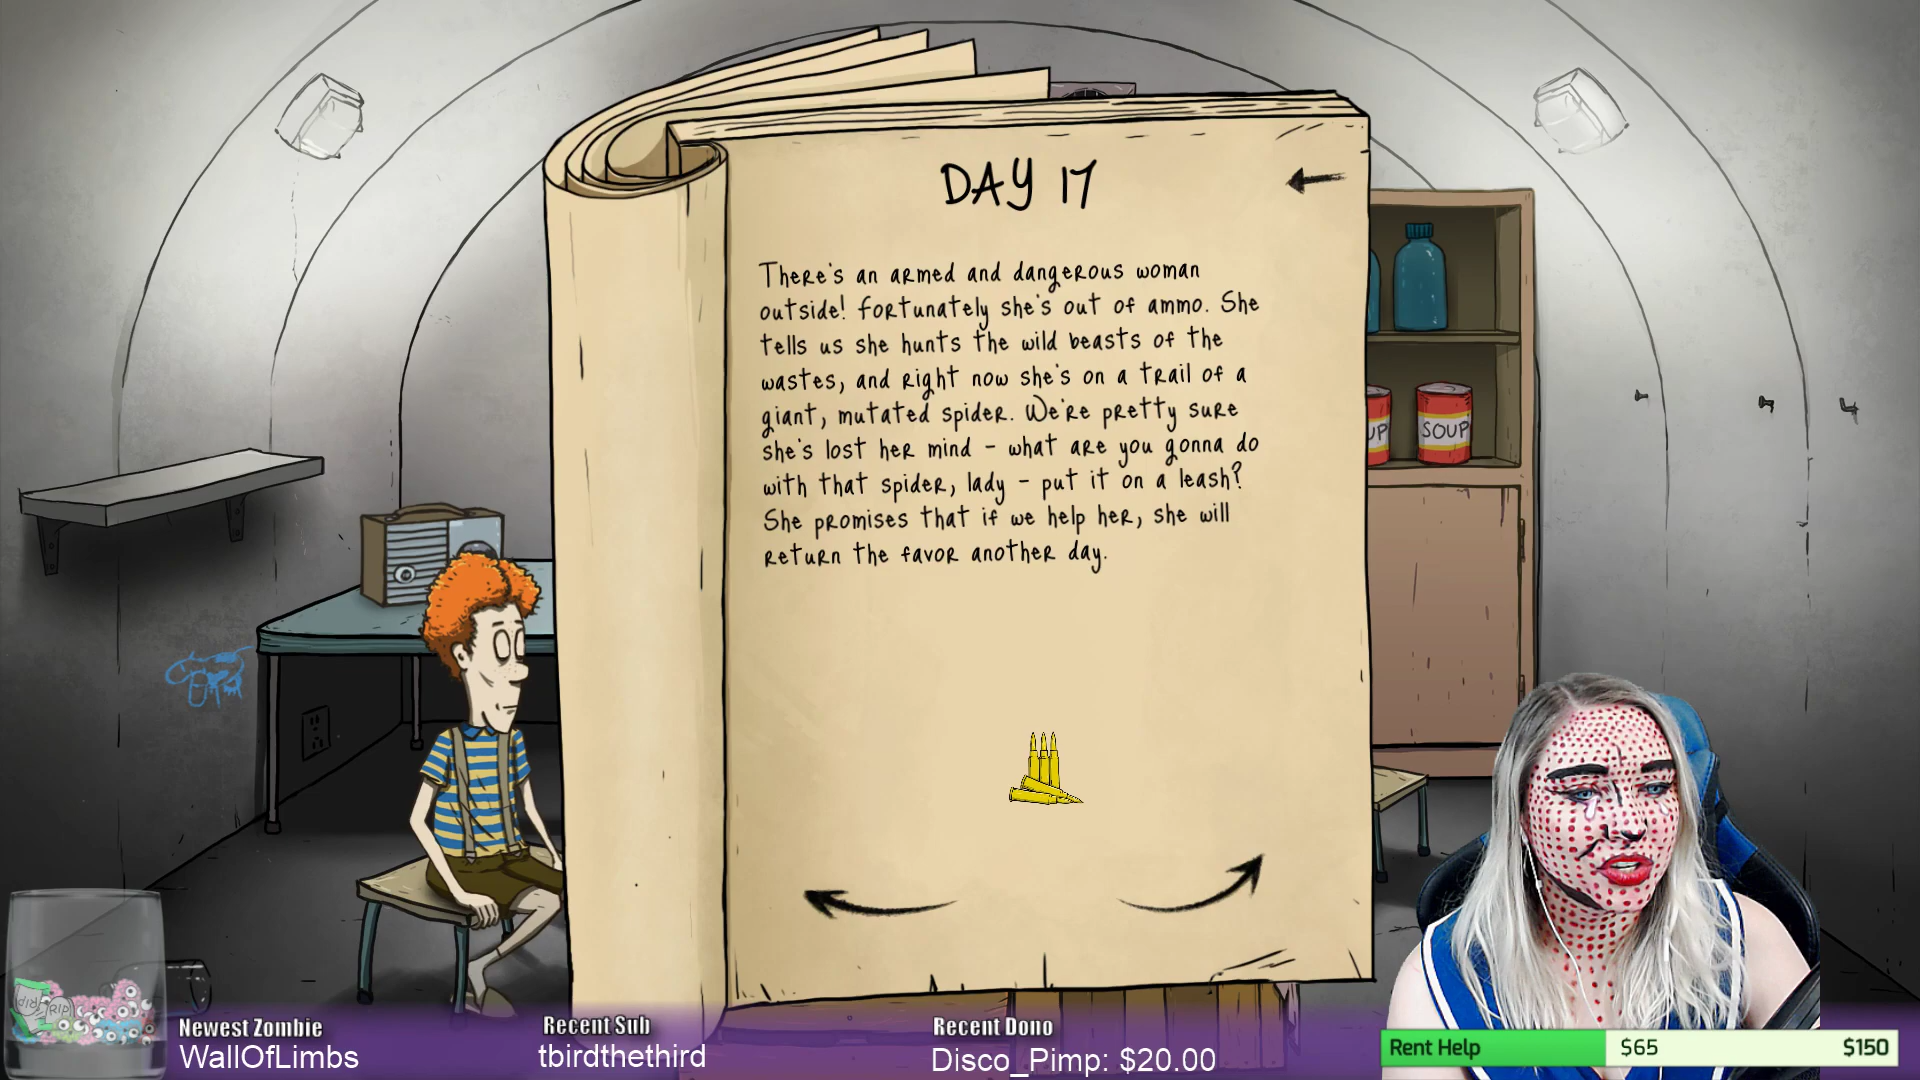 DAY 17
There's an armed and dangerous woman
outside! Fortunately she's out of ammo. She
tells us she hunts the wild beasts of the
wastes, and right now she's on a trail of a
giant, mutated spider. We're pretty sure
she's lost her mind - what are you gonna do
with that spider, lady - put it on a leash?
She promises that if we help her, she will
return the favor another day.
UP
SOUP
Newest Zombie
WallOfLimbs
Recent Sub
tbirdthethird
Recent Dono
Disco_Pimp: $20.00
Rent Help
$65
$150